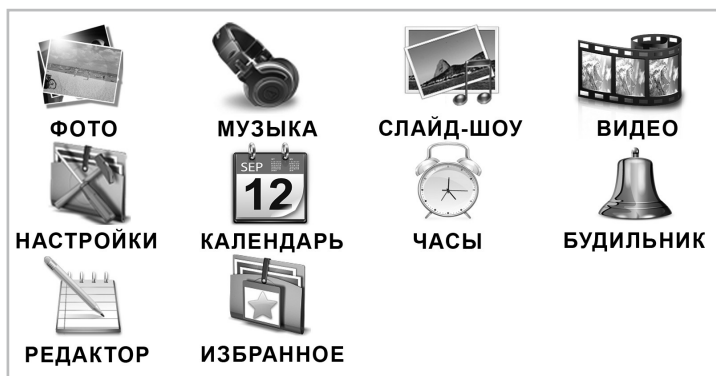 ФОТО МУЗЫКА СЛАЙД-ШОУ ВИДЕО
SEP
12
НАСТРОЙКИ КАЛЕНДАРЬ ЧАСЫ БУДИЛЬНИК
РЕДАКТОР ИЗБРАННОЕ